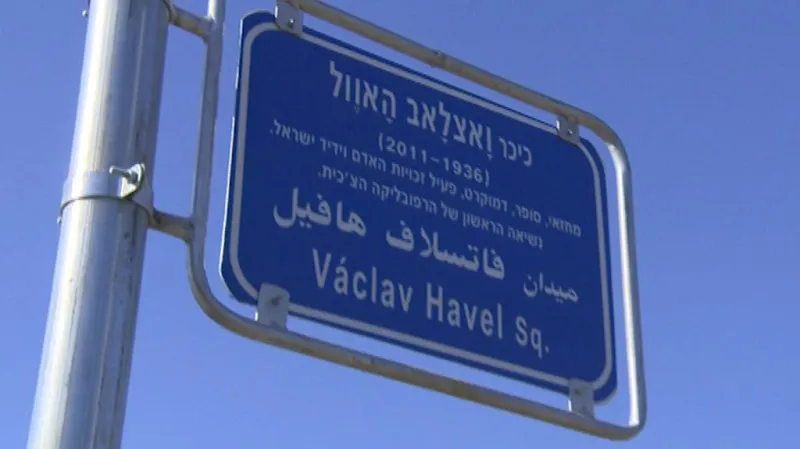 כיכר וָאצלָאב הָאוֶול
(2011-1936)
מחזאי, סופר, דמוקרט, פעיל זכויות האדם וידיד ישראל.
נשיאה הראשון של הרפובליקה הצ'כית.
ميدان فاتسلاف هافيل
Václav Havel Sq.